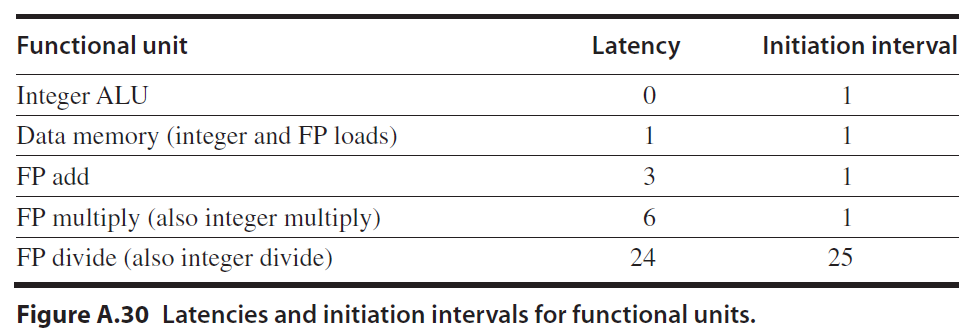 Functional unit Latency Initiation interval
Integer ALU 0 1
Data memory (integer and FP loads) 1 1
FP add 3 1
FP multiply (also integer multiply) 6 1
FP divide (also integer divide) 24 25
Figure A.30 Latencies and initiation intervals for functional units.